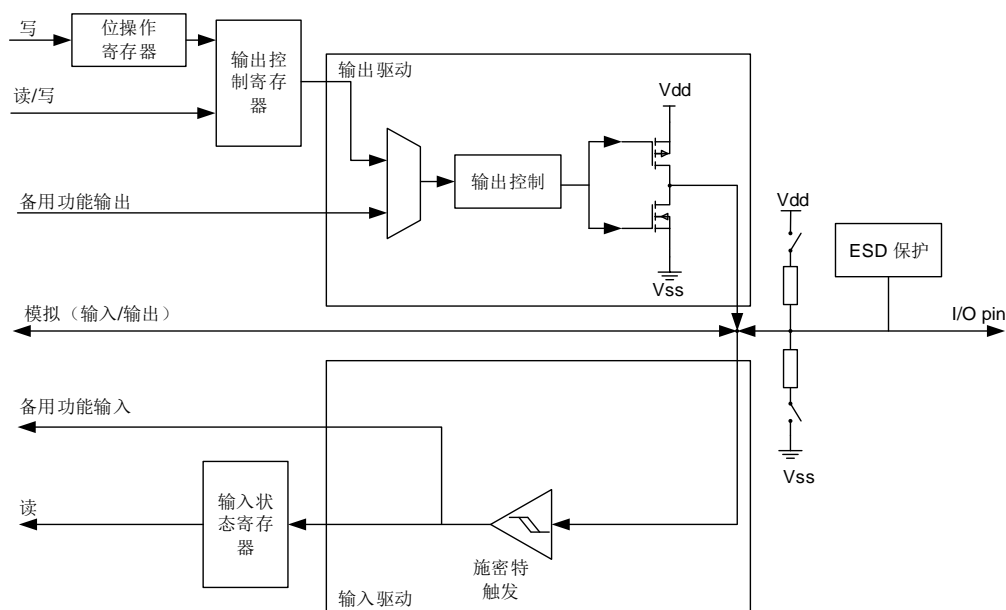 写
位操作
寄存器
输出控
制寄存
器
读/写
输出驱动
Vdd
输出控制
备用功能输出
Vss
Vdd
ESD 保护
模拟（输入/输出）
I/O pin
备用功能输入
Vss
读
输入状
态寄存
器
施密特
触发
输入驱动